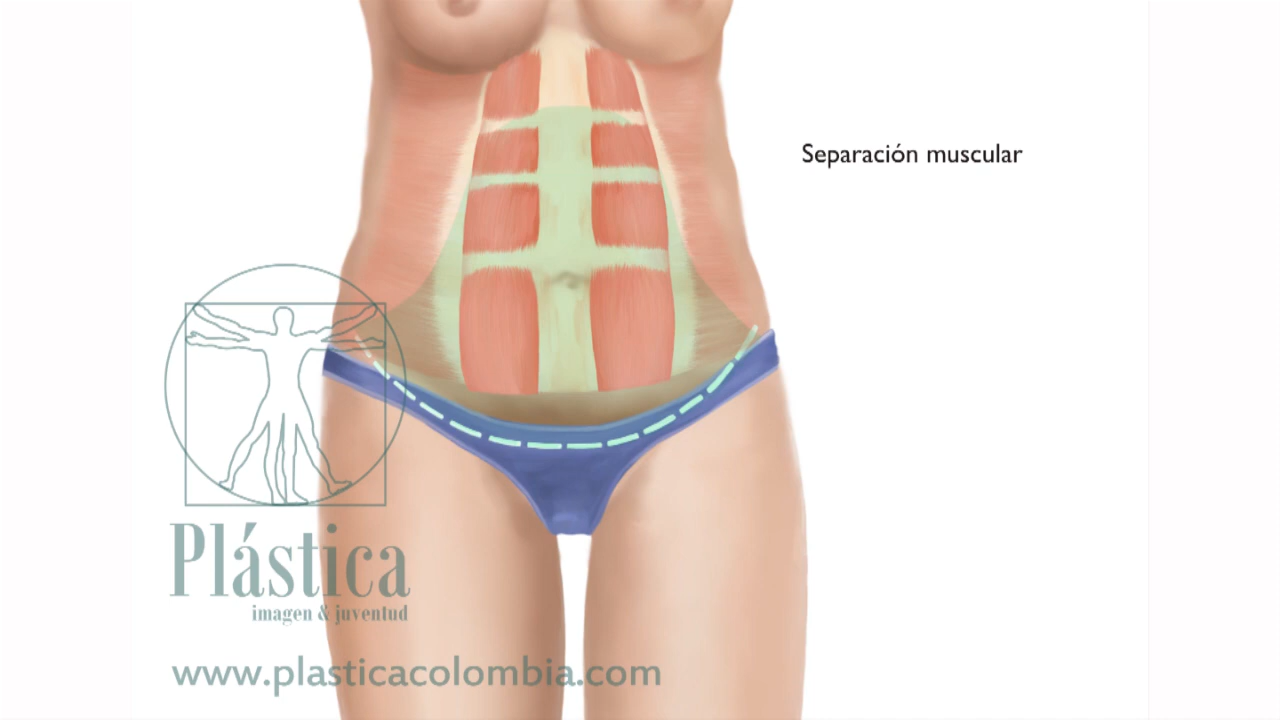 Separación muscular
Plástica
imagen & juventud
www.plasticacolombia.com